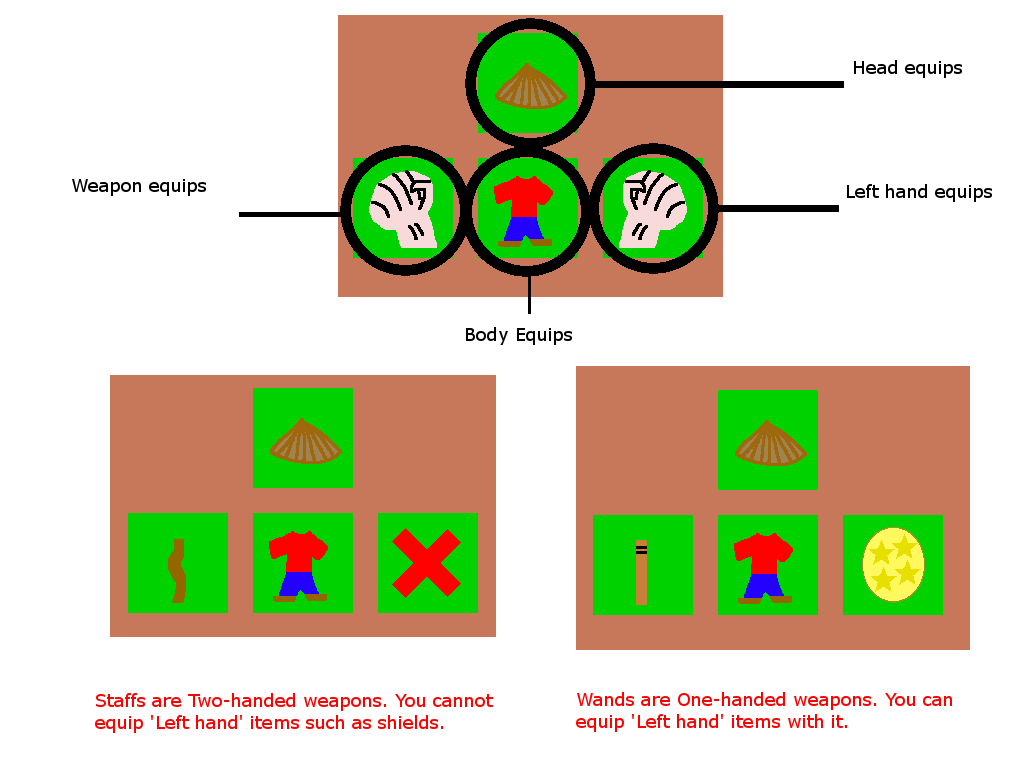 Head equips
Weapon equips
Left hand equips
Body Equips
Staffs are Two-handed weapons. You cannot
equip 'Left hand' items such as shields.
Wands are One-handed weapons. You can
equip 'Left hand' items with it.